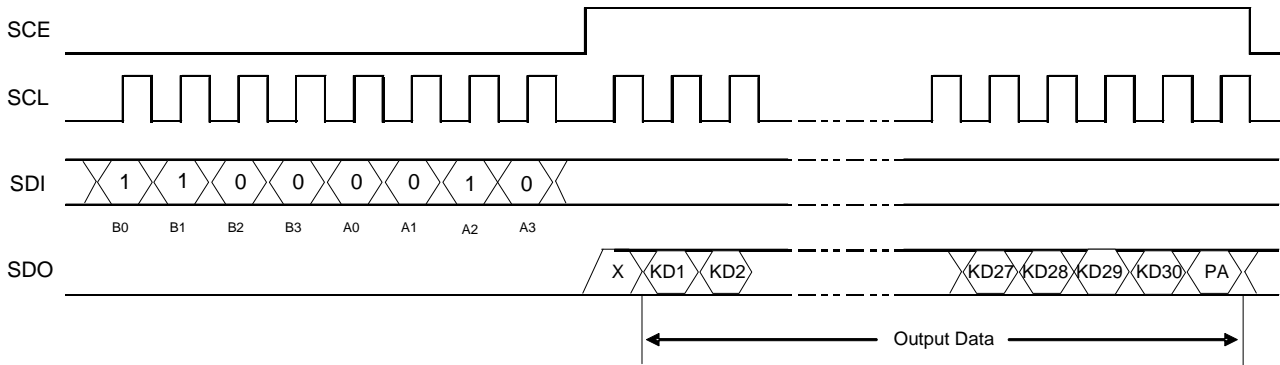 SCE
SCL
SDI 1 1 0 0 0 0 1 0
B0 B1 B2 B3 A0 A1 A2 A3
SDO X KD1 KD2 KD27 KD28 KD29 KD30 PA
Output Data